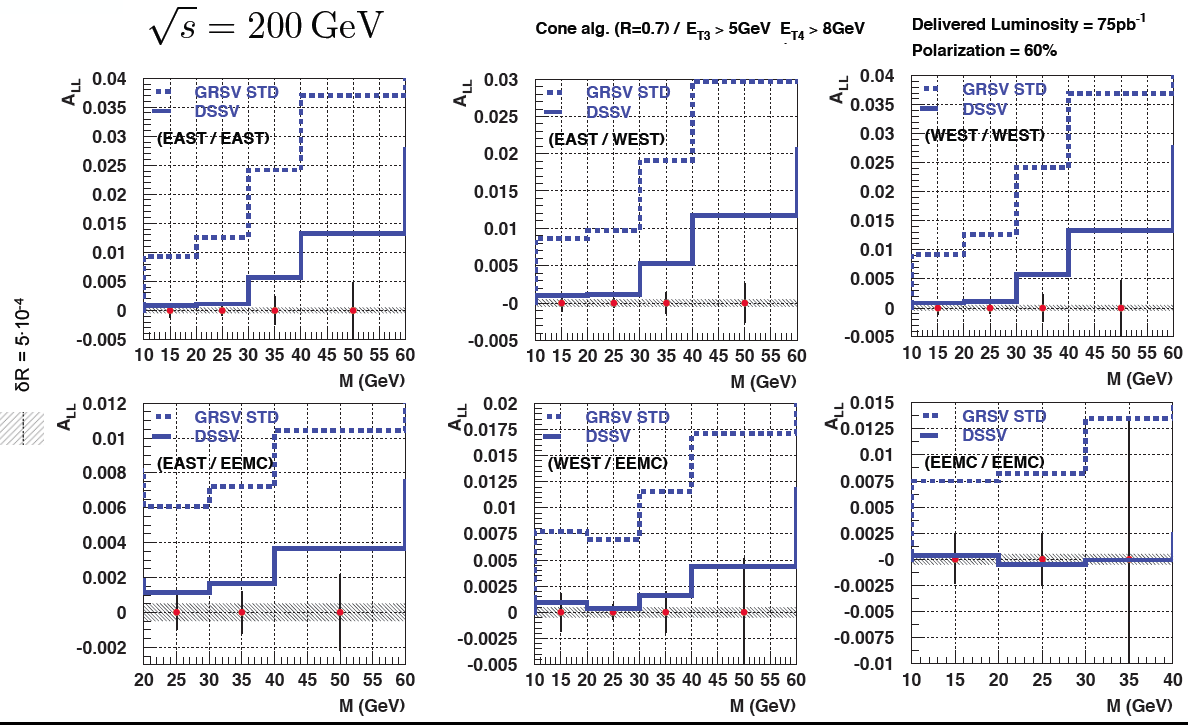 √s = 200 GeV
Cone alg. (R=0.7) / E_T3 > 5GeV E_T4 > 8GeV
Delivered Luminosity = 75pb^-1
Polarization = 60%
δR = 5·10^-4
A_LL
0.04
0.035
0.03
0.025
0.02
0.015
0.01
0.005
0
-0.005
GRSV STD
DSSV
(EAST / EAST)
10 15 20 25 30 35 40 45 50 55 60
M (GeV)
A_LL
0.03
0.025
0.02
0.015
0.01
0.005
-0
-0.005
GRSV STD
DSSV
(EAST / WEST)
10 15 20 25 30 35 40 45 50 55 60
M (GeV)
A_LL
0.04
0.035
0.03
0.025
0.02
0.015
0.01
0.005
0
-0.005
GRSV STD
DSSV
(WEST / WEST)
10 15 20 25 30 35 40 45 50 55 60
M (GeV)
A_LL
0.012
0.01
0.008
0.006
0.004
0.002
0
-0.002
GRSV STD
DSSV
(EAST / EEMC)
20 25 30 35 40 45 50 55 60
M (GeV)
A_LL
0.02
0.0175
0.015
0.0125
0.01
0.0075
0.005
0.0025
0
-0.0025
-0.005
GRSV STD
DSSV
(WEST / EEMC)
10 15 20 25 30 35 40 45 50 55 60
M (GeV)
A_LL
0.015
0.0125
0.01
0.0075
0.005
0.0025
-0
-0.0025
-0.005
-0.0075
-0.01
GRSV STD
DSSV
(EEMC / EEMC)
10 15 20 25 30 35 40
M (GeV)